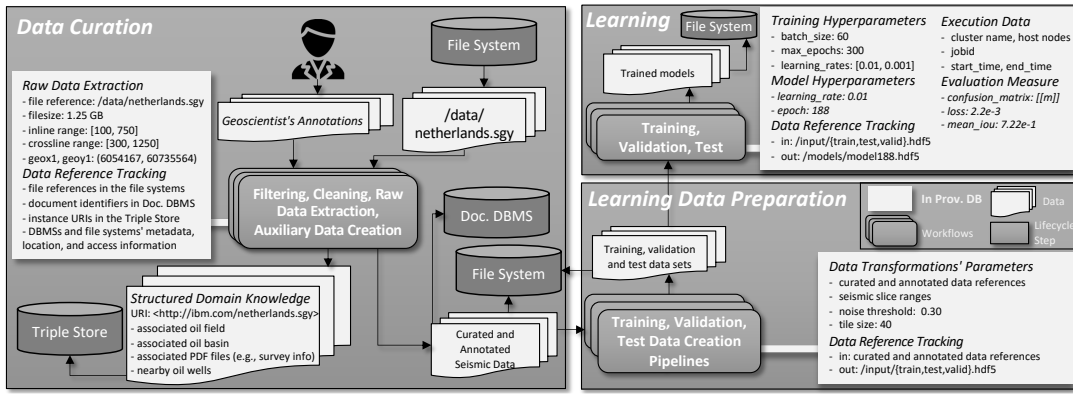 Data Curation
File System
Raw Data Extraction
- file reference: /data/netherlands.sgy
- filesize: 1.25 GB
- inline range: [100, 750]
- crossline range: [300, 1250]
- geox1, geoy1: (6054167, 60735564)
Data Reference Tracking
- file references in the file systems
- document identifiers in Doc. DBMS
- instance URIs in the Triple Store
- DBMSs and file systems' metadata,
location, and access information
Geoscientist's Annotations
/data/
netherlands.sgy
Filtering, Cleaning, Raw
Data Extraction,
Auxiliary Data Creation
Doc. DBMS
File System
Structured Domain Knowledge
URI: <http://ibm.com/netherlands.sgy>
- associated oil field
- associated oil basin
- associated PDF files (e.g., survey info)
- nearby oil wells
Triple Store
Curated and
Annotated
Seismic Data
Learning
File System
Trained models
Training,
Validation, Test
Training Hyperparameters
- batch_size: 60
- max_epochs: 300
- learning_rates: [0.01, 0.001]
Model Hyperparameters
- learning_rate: 0.01
- epoch: 188
Data Reference Tracking
- in: /input/{train,test,valid}.hdf5
- out: /models/model188.hdf5
Execution Data
- cluster name, host nodes
- jobid
- start_time, end_time
Evaluation Measure
- confusion_matrix: [[m]]
- loss: 2.2e-3
- mean_iou: 7.22e-1
Learning Data Preparation
In Prov. DB
Data
Workflows
Lifecycle
Step
Training, validation
and test data sets
Training, Validation,
Test Data Creation
Pipelines
Data Transformations' Parameters
- curated and annotated data references
- seismic slice ranges
- noise threshold: 0.30
- tile size: 40
Data Reference Tracking
- in: curated and annotated data references
- out: /input/{train,test,valid}.hdf5